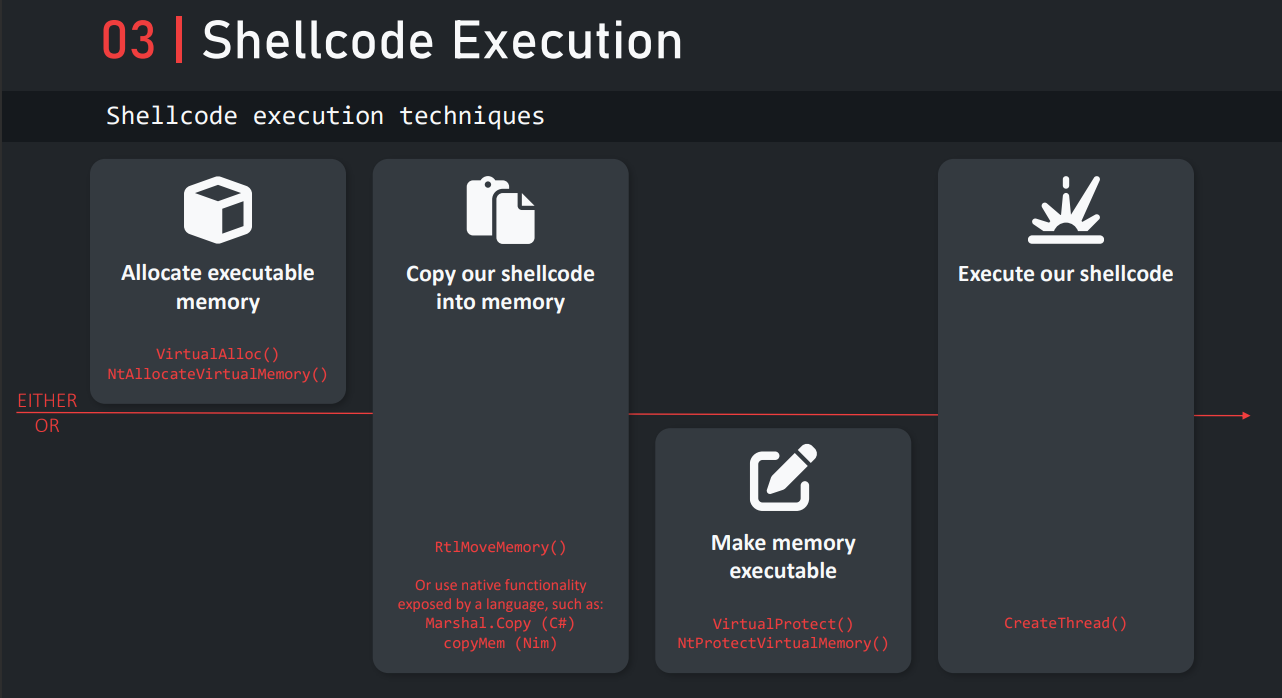 03 | Shellcode Execution
Shellcode execution techniques
Allocate executable
memory
VirtualAlloc()
NtAllocateVirtualMemory()
Copy our shellcode
into memory
RtlMoveMemory()
Or use native functionality
exposed by a language, such as:
Marshal.Copy (C#)
copyMem (Nim)
Make memory
executable
VirtualProtect()
NtProtectVirtualMemory()
Execute our shellcode
CreateThread()
EITHER
OR